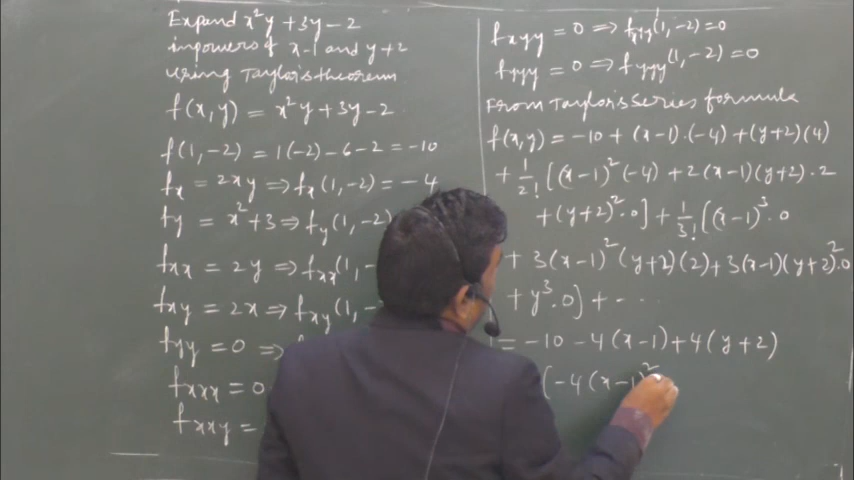 Expand x²y + 3y - 2
in powers of x-1 and y+2
using Taylor's theorem
f(x, y) = x²y + 3y - 2
f(1, -2) = 1(-2) - 6 - 2 = -10
fx = 2xy ⇒ fx(1, -2) = -4
fy = x² + 3 ⇒ fy(1, -2)
fxx = 2y ⇒ fxx(1, -
fxy = 2x ⇒ fxy(1, -
fyy = 0 ⇒
fxxx = 0
fxxy =
fxyy = 0 ⇒ fxyy(1, -2) = 0
fyyy = 0 ⇒ fyyy(1, -2) = 0
From Taylor's series formula
f(x, y) = -10 + (x-1)·(-4) + (y+2)(4)
+ 1/2! [(x-1)²(-4) + 2(x-1)(y+2)·2
+ (y+2)²·0] + 1/3! [(x-1)³·0
+ 3(x-1)²(y+2)(2) + 3(x-1)(y+2)²·0
+ y³·0] + - - -
= -10 - 4(x-1) + 4(y+2)
[-4(x-1)²